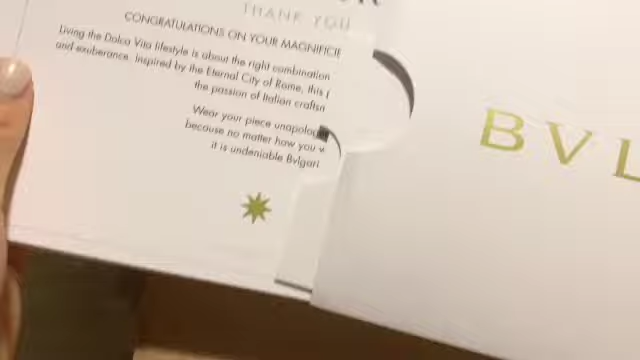 THANK YOU
CONGRATULATIONS ON YOUR MAGNIFICE
Living the Dolca Vita lifestyle is about the right combination
and exuberance. Inspired by the Eternal City of Rome, this
the passion of Italian craftsm
Wear your piece unapolog
because no matter how you
it is undeniable Bvlgari
BVL